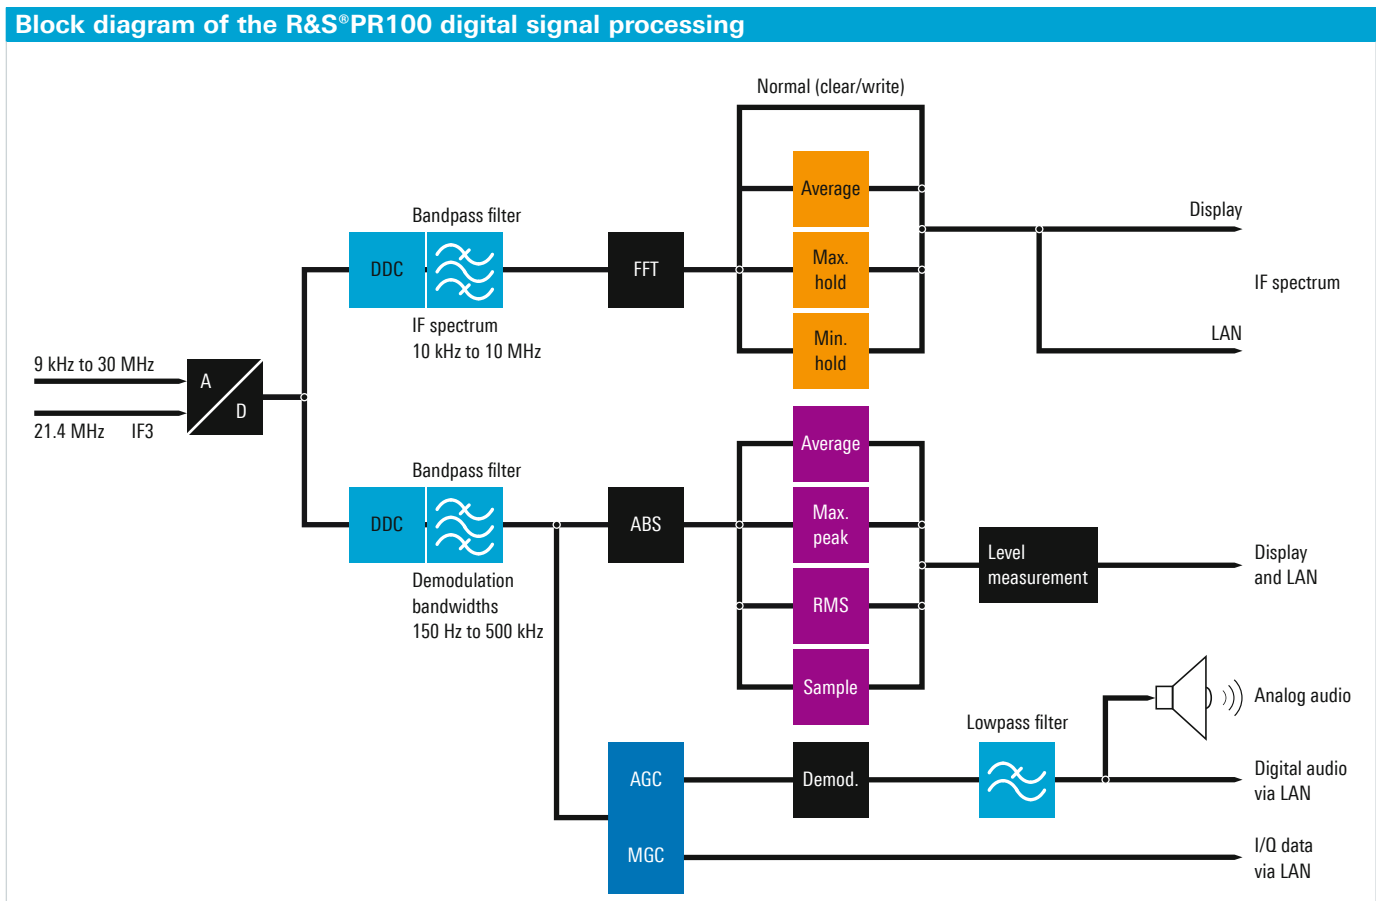 Block diagram of the R&S®PR100 digital signal processing
Normal (clear/write)
Average
Display
Bandpass filter
DDC
FFT
Max.
hold
IF spectrum
IF spectrum
10 kHz to 10 MHz
Min.
hold
LAN
9 kHz to 30 MHz
A
D
21.4 MHz IF3
Average
Bandpass filter
DDC
ABS
Max.
peak
Level
measurement
Display
and LAN
Demodulation
bandwidths
150 Hz to 500 kHz
RMS
Sample
Analog audio
Lowpass filter
AGC
Demod.
Digital audio
via LAN
MGC
I/Q data
via LAN